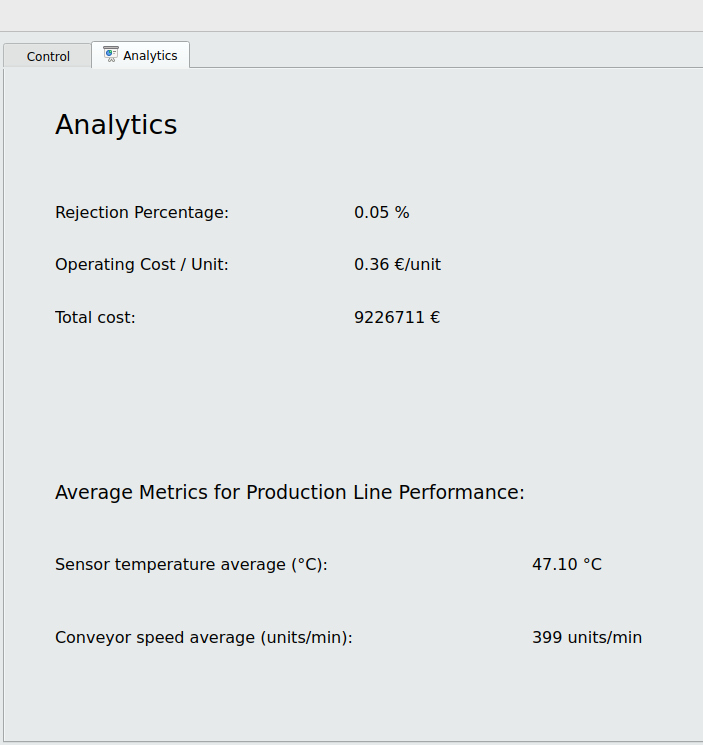 Control Analytics
Analytics
Rejection Percentage: 0.05 %
Operating Cost / Unit: 0.36 €/unit
Total cost: 9226711 €
Average Metrics for Production Line Performance:
Sensor temperature average (°C): 47.10 °C
Conveyor speed average (units/min): 399 units/min